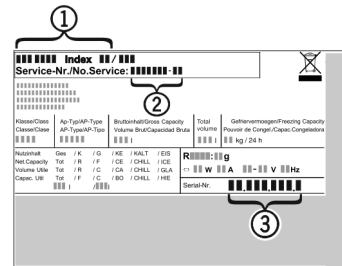 1
Index /
Service-Nr./No.Service: -
2
Klasse/Class Ap-Typ/AP-Type Bruttoinhalt/Gross Capacity Total Gefriervermoegen/Freezing Capacity
Classe/Clase AP-Type/AP-Tipo Volume Brut/Capacidad Bruta volume Pouvoir de Congel./Capac.Congeladora
l l kg / 24 h
Nutzinhalt Ges / K / G / KE / KALT / EIS
Net.Capacity Tot / R / F / CE / CHILL / ICE
Volume Utile Tot / R / C / CA / CHILL / GLA
Capac. Util Tot / F / C / BO / CHILL / HIE
l / l
R : g
W A - V Hz
Serial-Nr. . . .
3